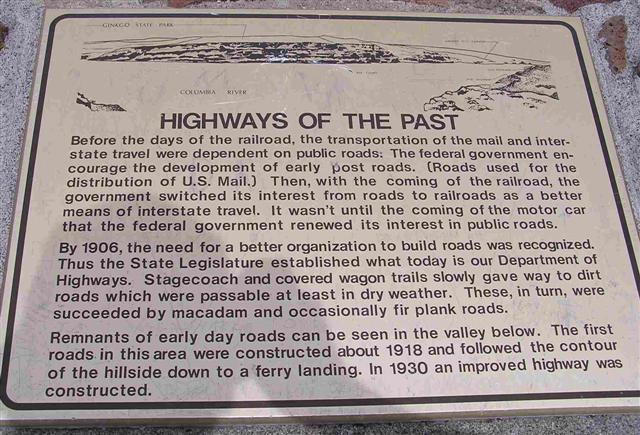 GINKGO STATE PARK
COLUMBIA RIVER
HIGHWAYS OF THE PAST
Before the days of the railroad, the transportation of the mail and inter-
state travel were dependent on public roads. The federal government en-
courage the development of early post roads. (Roads used for the
distribution of U.S. Mail.) Then, with the coming of the railroad, the
government switched its interest from roads to railroads as a better
means of interstate travel. It wasn't until the coming of the motor car
that the federal government renewed its interest in public roads.
By 1906, the need for a better organization to build roads was recognized.
Thus the State Legislature established what today is our Department of
Highways. Stagecoach and covered wagon trails slowly gave way to dirt
roads which were passable at least in dry weather. These, in turn, were
succeeded by macadam and occasionally fir plank roads.
Remnants of early day roads can be seen in the valley below. The first
roads in this area were constructed about 1918 and followed the contour
of the hillside down to a ferry landing. In 1930 an improved highway was
constructed.